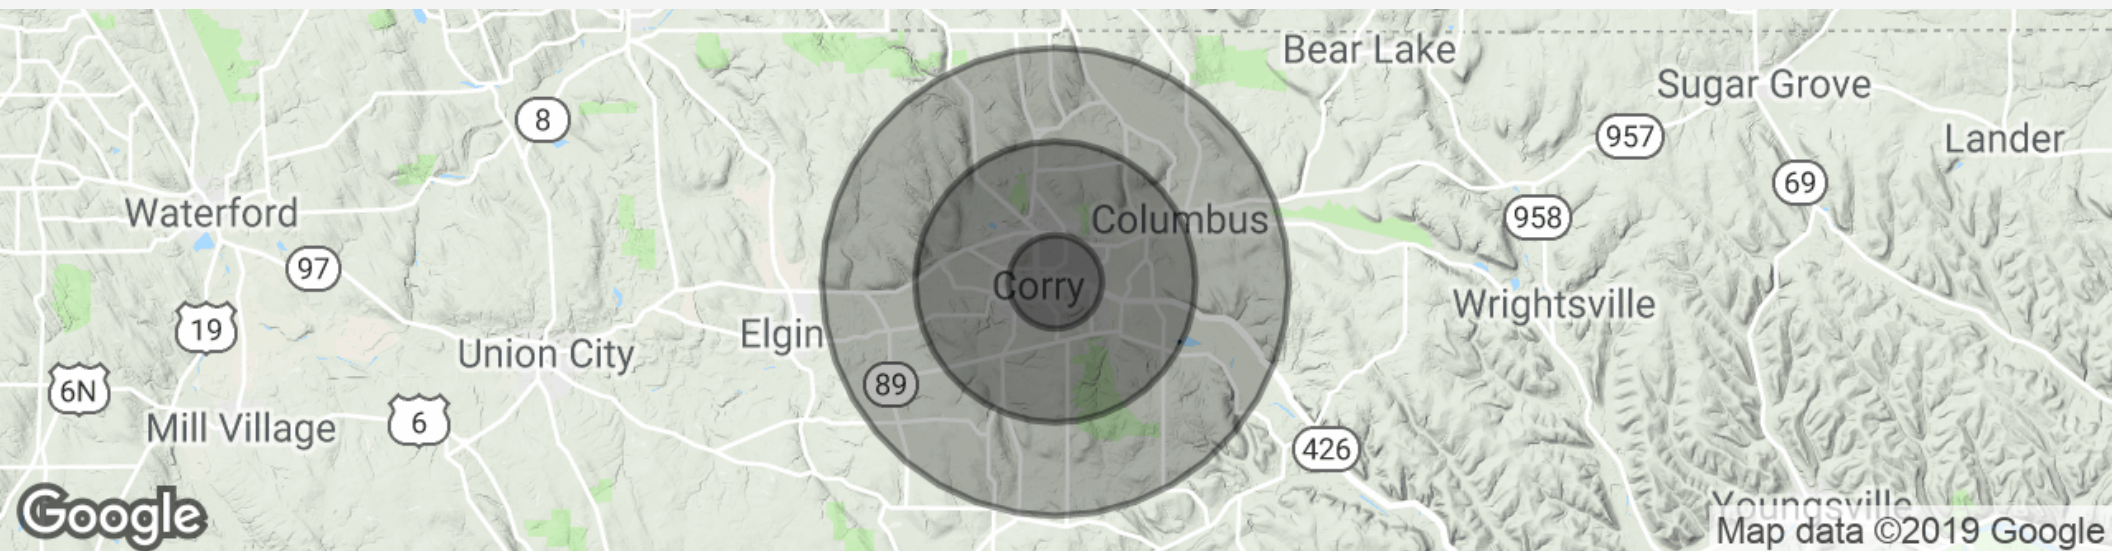 Bear Lake
Sugar Grove
8
957
Lander
69
Waterford
Columbus
958
97
Corry
Wrightsville
19
Elgin
Union City
89
6N
6
Mill Village
426
Youngsville
Google
Map data ©2019 Google